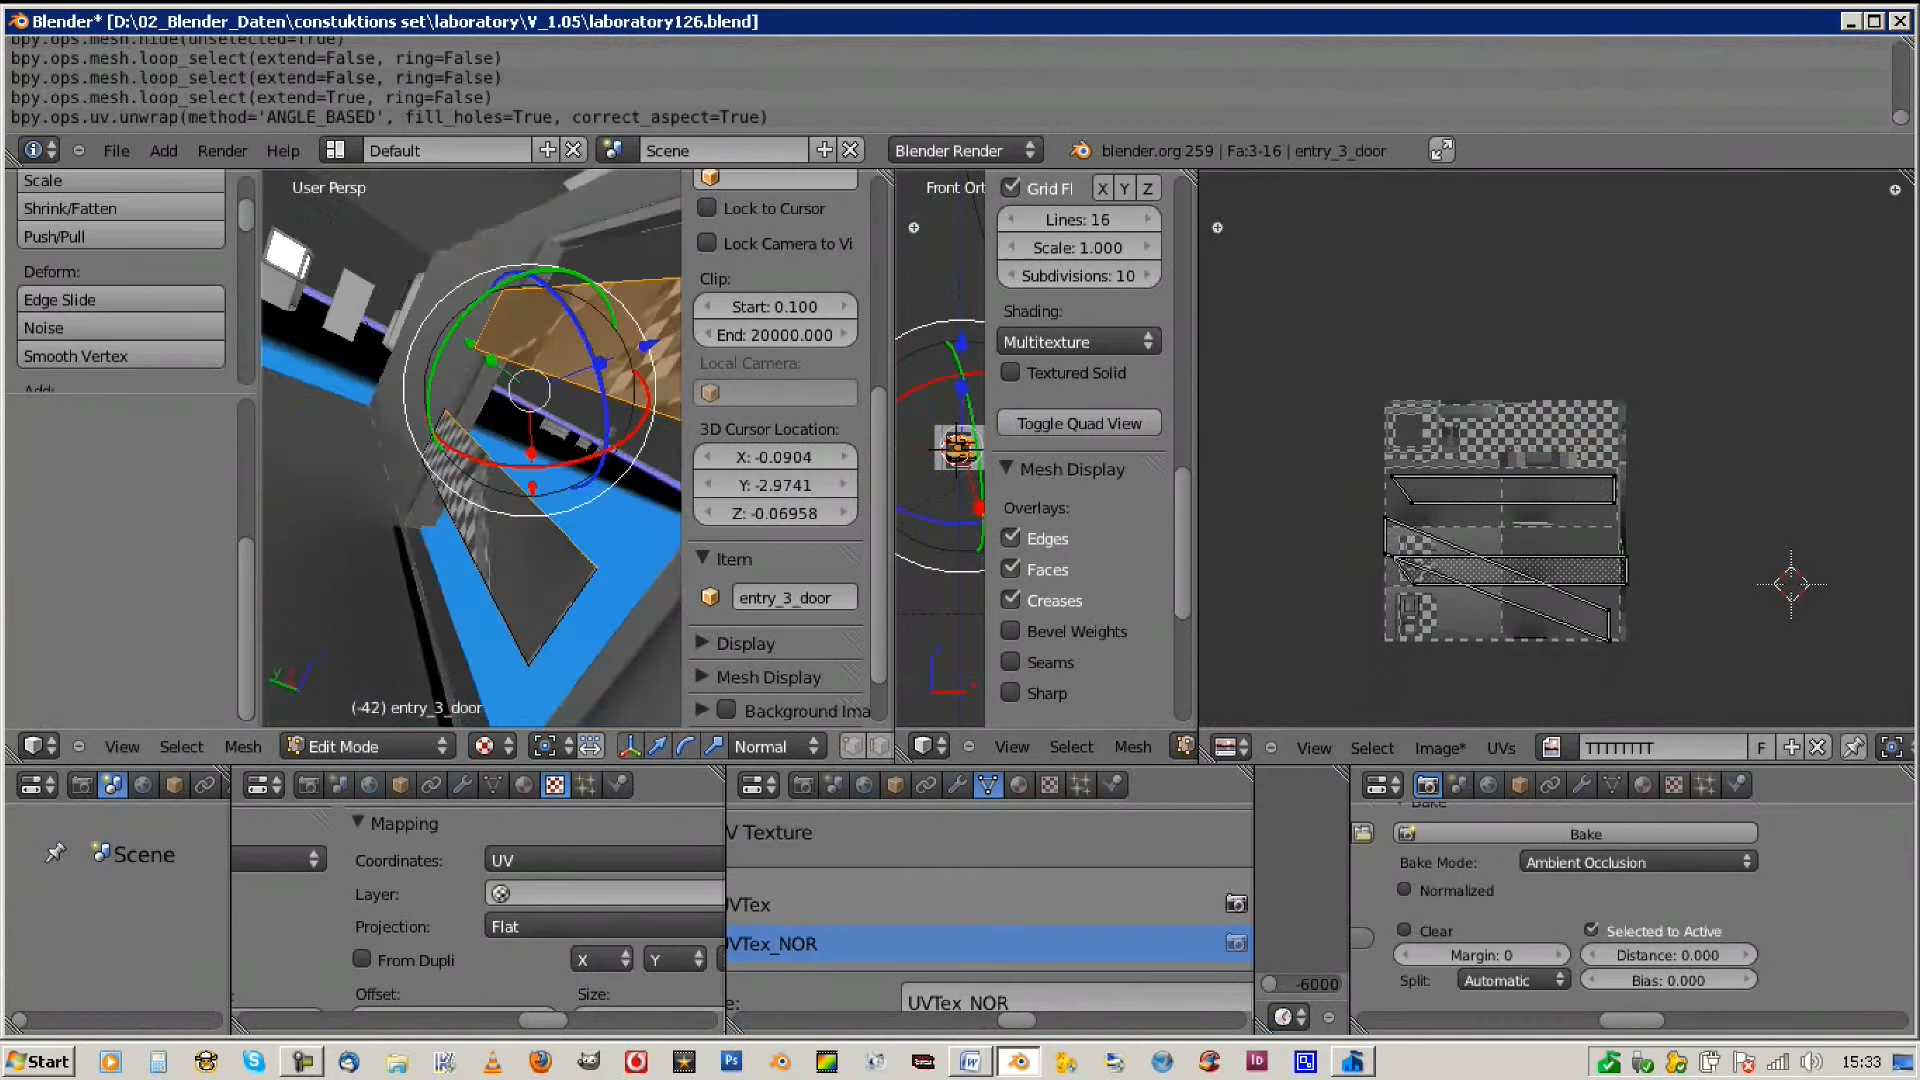 Blender* [D:\02_Blender_Daten\constuktions set\laboratory\V_1.05\laboratory126.blend]
bpy.ops.mesh.hide(unselected=True)
bpy.ops.mesh.loop_select(extend=False, ring=False)
bpy.ops.mesh.loop_select(extend=False, ring=False)
bpy.ops.mesh.loop_select(extend=True, ring=False)
bpy.ops.uv.unwrap(method='ANGLE_BASED', fill_holes=True, correct_aspect=True)
File Add Render Help Default Scene Blender Render blender.org 259 | Fa:3-16 | entry_3_door
Scale
Shrink/Fatten
Push/Pull
Deform:
Edge Slide
Noise
Smooth Vertex
Add:
User Persp
(-42) entry_3_door
Lock to Cursor
Lock Camera to Vi
Clip:
Start: 0.100
End: 20000.000
Local Camera:
3D Cursor Location:
X: -0.0904
Y: -2.9741
Z: -0.06958
Item
entry_3_door
Display
Mesh Display
Background Ima
Front Ort
Grid Fl X Y Z
Lines: 16
Scale: 1.000
Subdivisions: 10
Shading:
Multitexture
Textured Solid
Toggle Quad View
Mesh Display
Overlays:
Edges
Faces
Creases
Bevel Weights
Seams
Sharp
View Select Mesh Edit Mode Normal
View Select Mesh
View Select Image* UVs TTTTTTTT F
Scene
Mapping
Coordinates: UV
Layer:
Projection: Flat
From Dupli X Y
Offset: Size:
V Texture
UVTex
UVTex_NOR
e: UVTex_NOR
-6000
Bake
Bake
Bake Mode: Ambient Occlusion
Normalized
Clear Selected to Active
Margin: 0 Distance: 0.000
Split: Automatic Bias: 0.000
Start 15:33